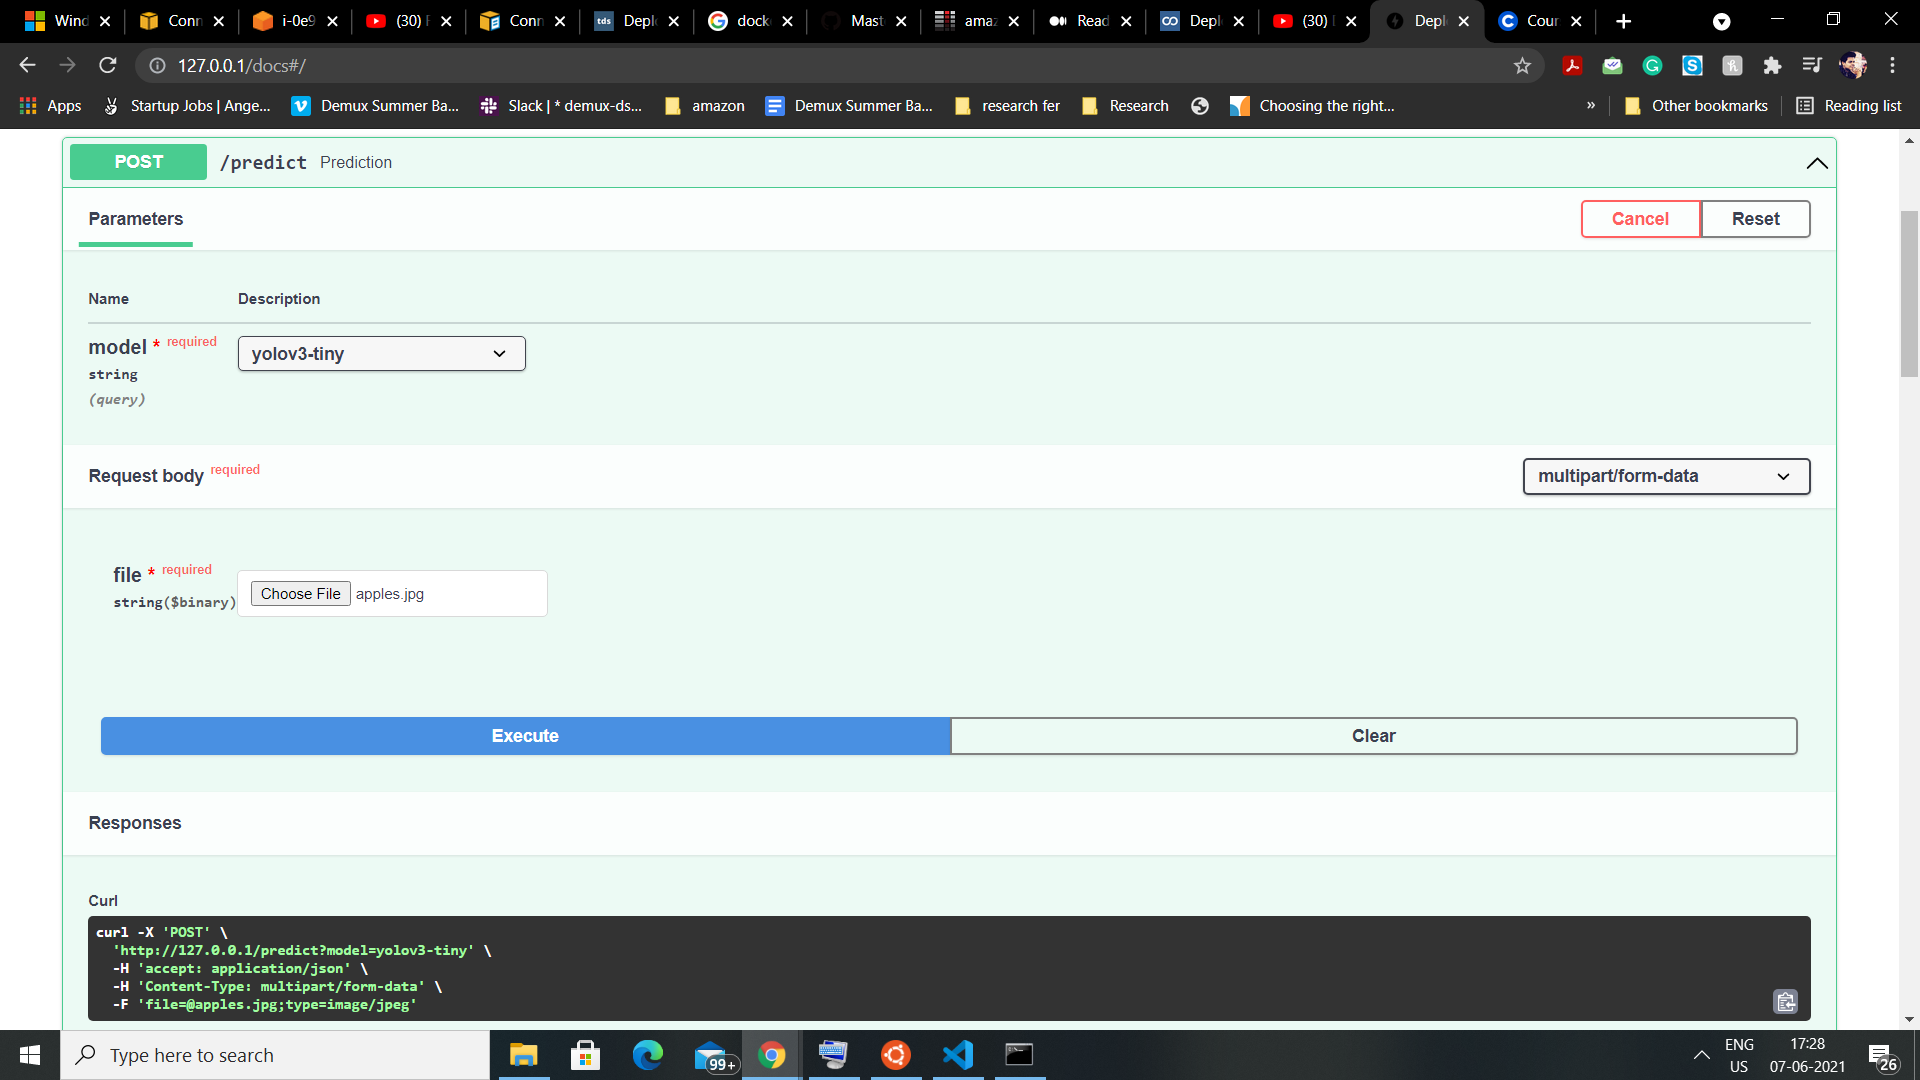 Wind
Conn
i-0e9
(30) F
Conn
Depl
dock
Mast
amaz
Read
Depl
(30)
Depl
Cour
127.0.0.1/docs#/
Apps
Startup Jobs | Ange...
Demux Summer Ba...
Slack | * demux-ds...
amazon
Demux Summer Ba...
research fer
Research
Choosing the right...
»
Other bookmarks
Reading list
POST /predict Prediction
Parameters
Cancel Reset
Name Description
model * required
yolov3-tiny
string
(query)
Request body required
multipart/form-data
file * required
string($binary)
Choose File apples.jpg
Execute Clear
Responses
Curl
curl -X 'POST' \
'http://127.0.0.1/predict?model=yolov3-tiny' \
-H 'accept: application/json' \
-H 'Content-Type: multipart/form-data' \
-F 'file=@apples.jpg;type=image/jpeg'
Type here to search
99+
ENG
US
17:28
07-06-2021
26